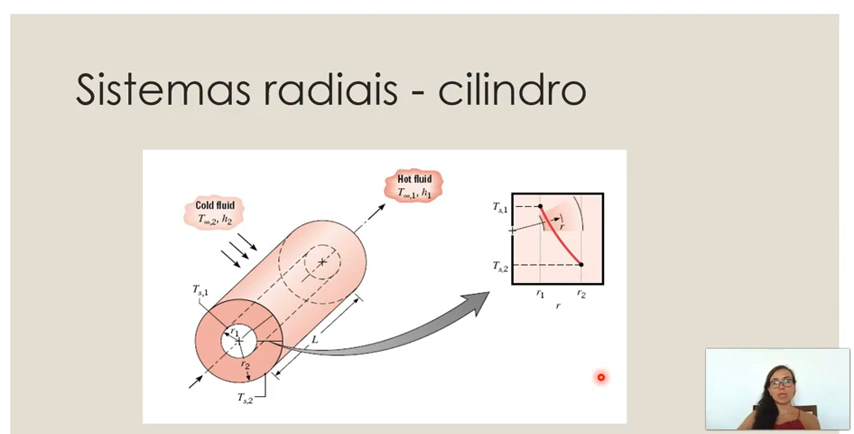 Sistemas radiais - cilindro
Hot fluid
T∞,1, h1
Cold fluid
T∞,2, h2
Ts,1
r1
r2
L
Ts,2
Ts,1
r
Ts,2
r1 r2
r